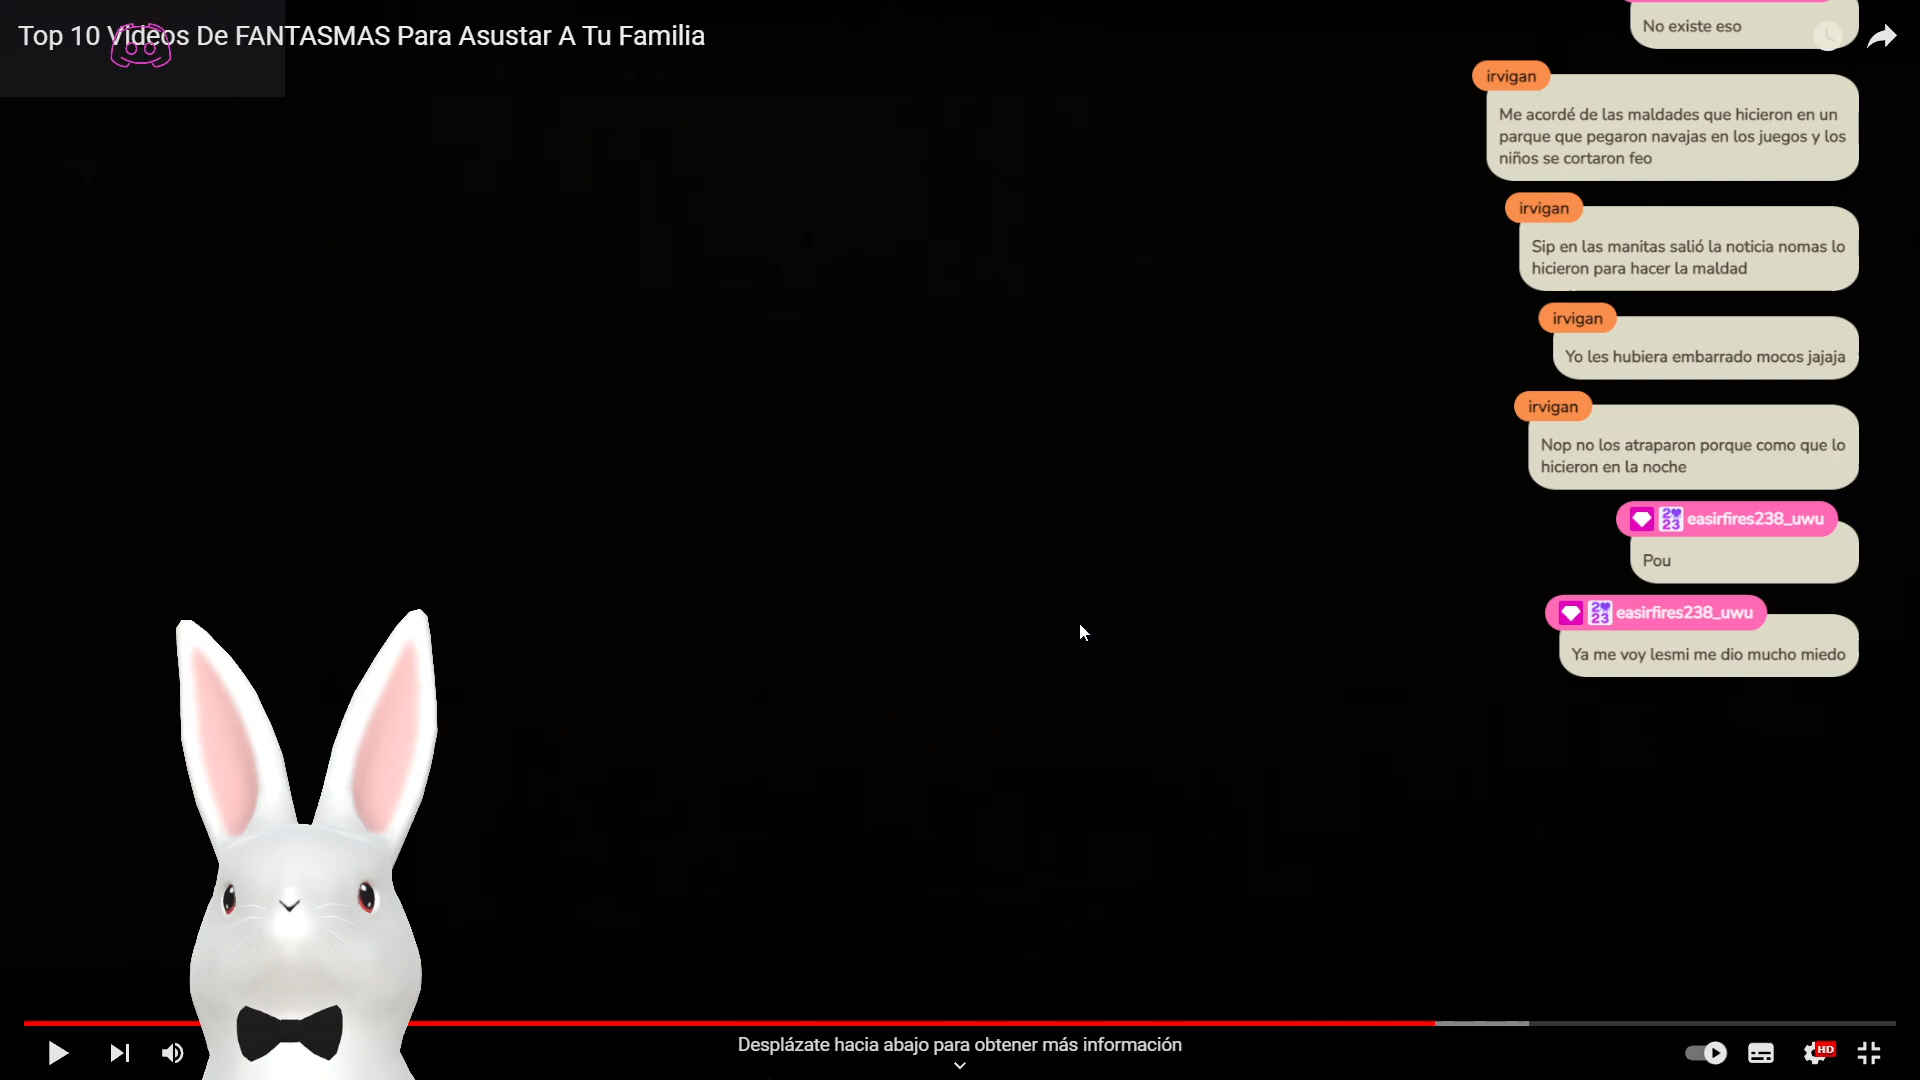 Top 10 Videos De FANTASMAS Para Asustar A Tu Familia
No existe eso
irvigan
Me acordé de las maldades que hicieron en un
parque que pegaron navajas en los juegos y los
niños se cortaron feo
irvigan
Sip en las manitas salió la noticia nomas lo
hicieron para hacer la maldad
irvigan
Yo les hubiera embarrado mocos jajaja
irvigan
Nop no los atraparon porque como que lo
hicieron en la noche
2 23 easirfires238_uwu
Pou
2 23 easirfires238_uwu
Ya me voy lesmi me dio mucho miedo
Desplázate hacia abajo para obtener más información
HD